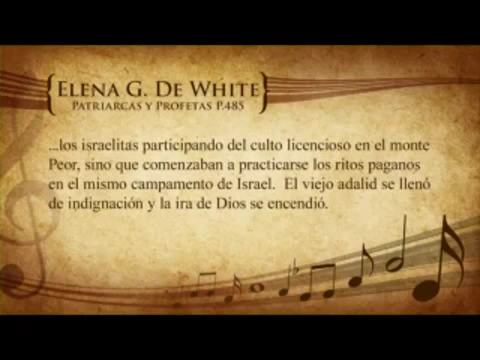 ELENA G. DE WHITE
PATRIARCAS Y PROFETAS P.485
...los israelitas participando del culto licencioso en el monte
Peor, sino que comenzaban a practicarse los ritos paganos
en el mismo campamento de Israel.  El viejo adalid se llenó
de indignación y la ira de Dios se encendió.